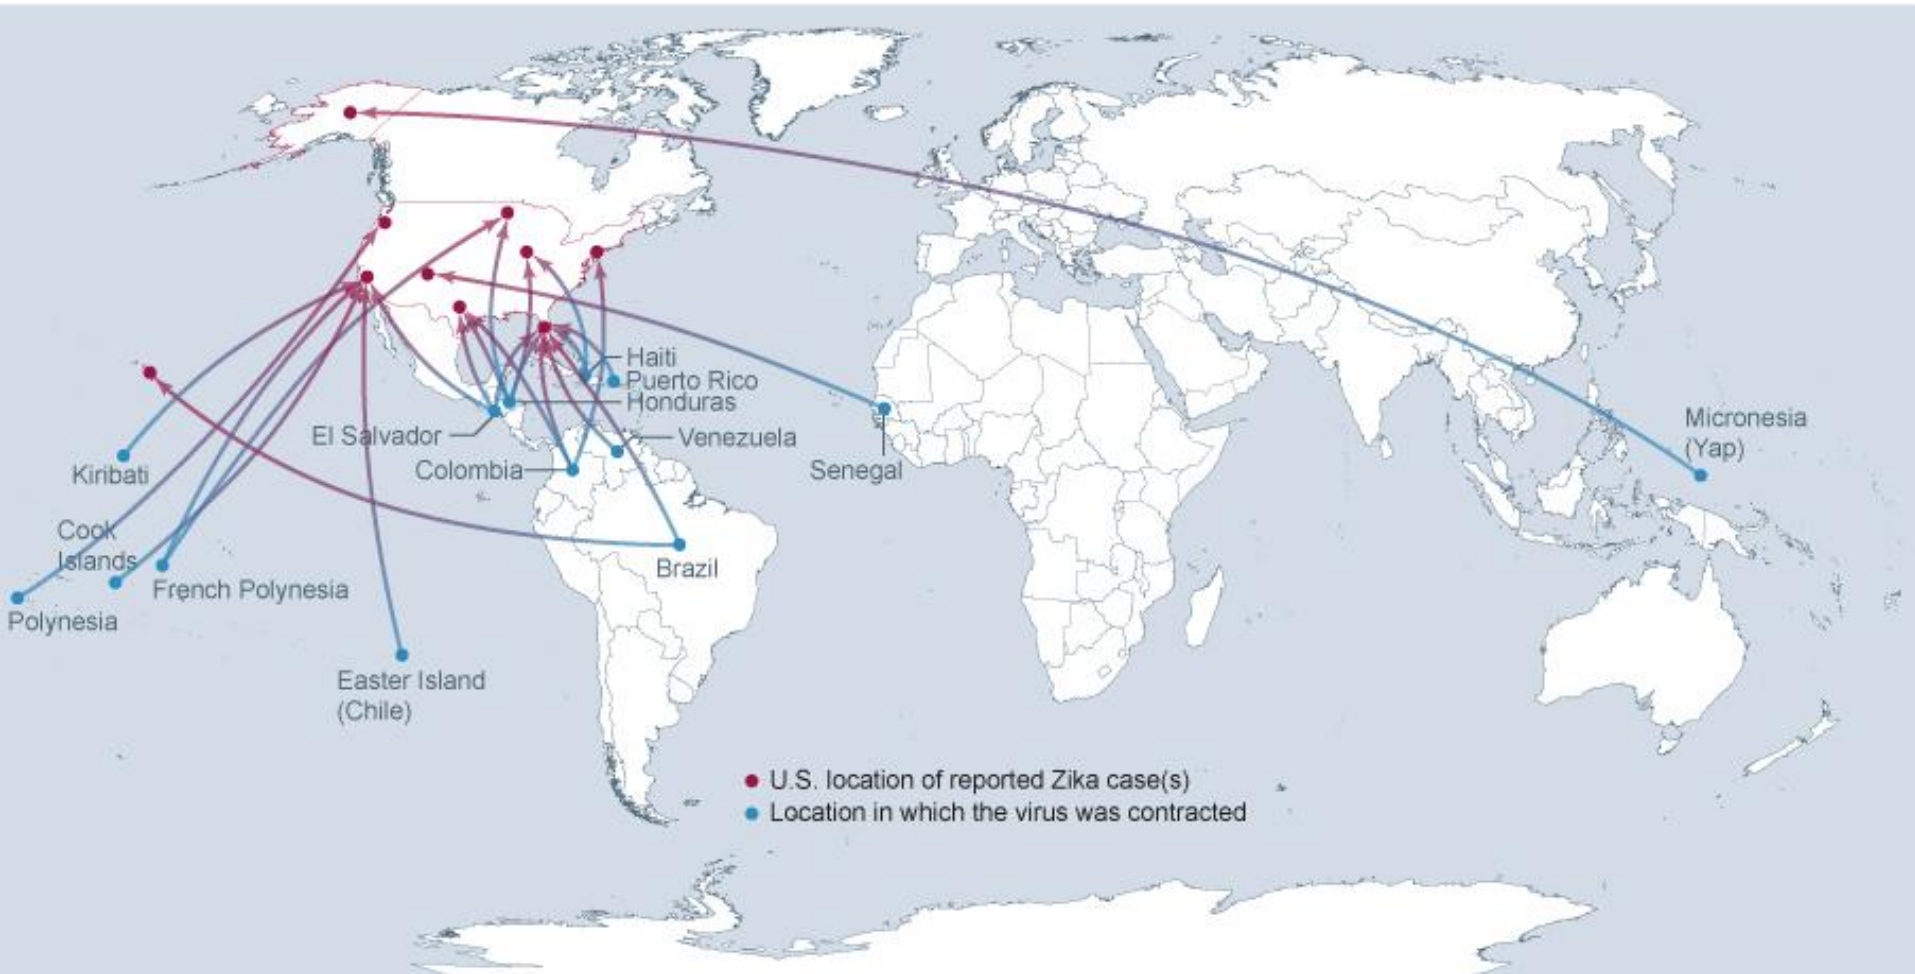 Haiti
Puerto Rico
Honduras
El Salvador
Venezuela
Colombia
Senegal
Micronesia
(Yap)
Kiribati
Cook
Islands
French Polynesia
Polynesia
Brazil
Easter Island
(Chile)
U.S. location of reported Zika case(s)
Location in which the virus was contracted